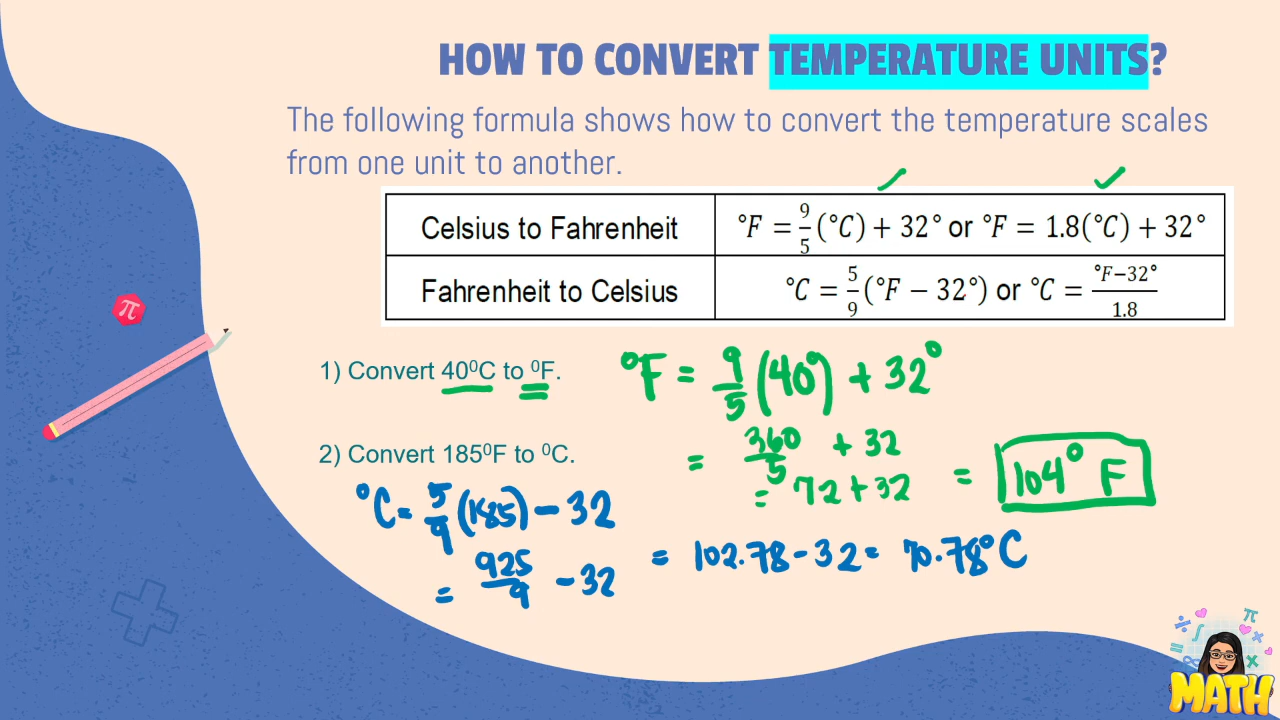 HOW TO CONVERT TEMPERATURE UNITS?
The following formula shows how to convert the temperature scales
from one unit to another.
Celsius to Fahrenheit °F = 9/5 (°C) + 32° or °F = 1.8(°C) + 32°
Fahrenheit to Celsius °C = 5/9 (°F − 32°) or °C = °F−32°/1.8
π
1) Convert 40⁰C to ⁰F.
°F = 9/5 (40°) + 32°
= 360/5 + 32
= 72 + 32 = 104° F
2) Convert 185⁰F to ⁰C.
°C = 5/9 (185) − 32
= 925/9 − 32 = 102.78 − 32 = 70.78°C
MATH